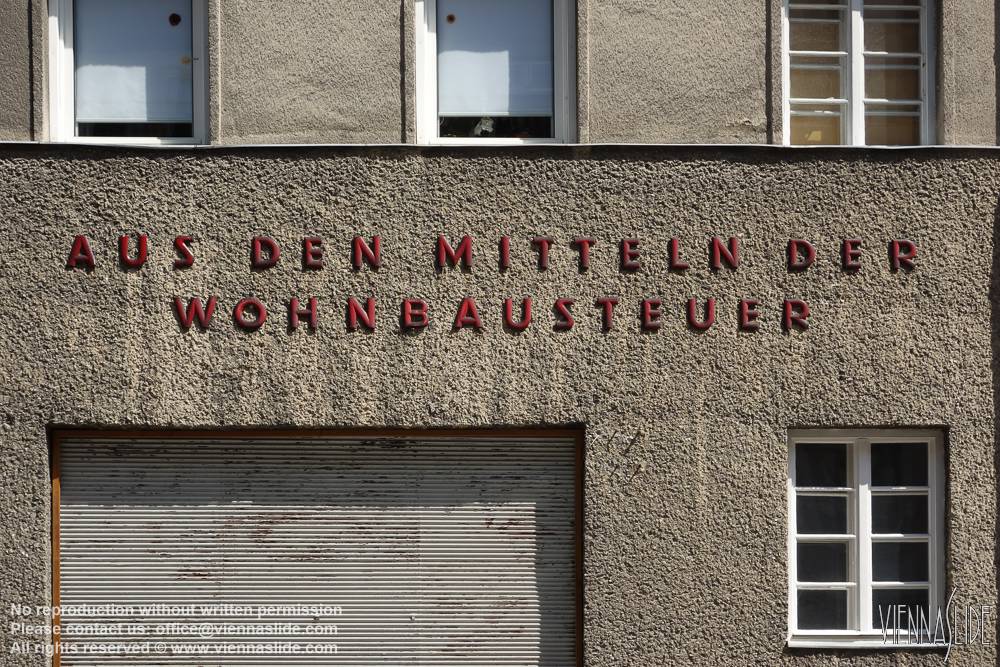 AUS DEN MITTELN DER
WOHNBAUSTEUER
No reproduction without written permission
Please contact us: office@viennaslide.com
All rights reserved © www.viennaslide.com
VIENNASLIDE